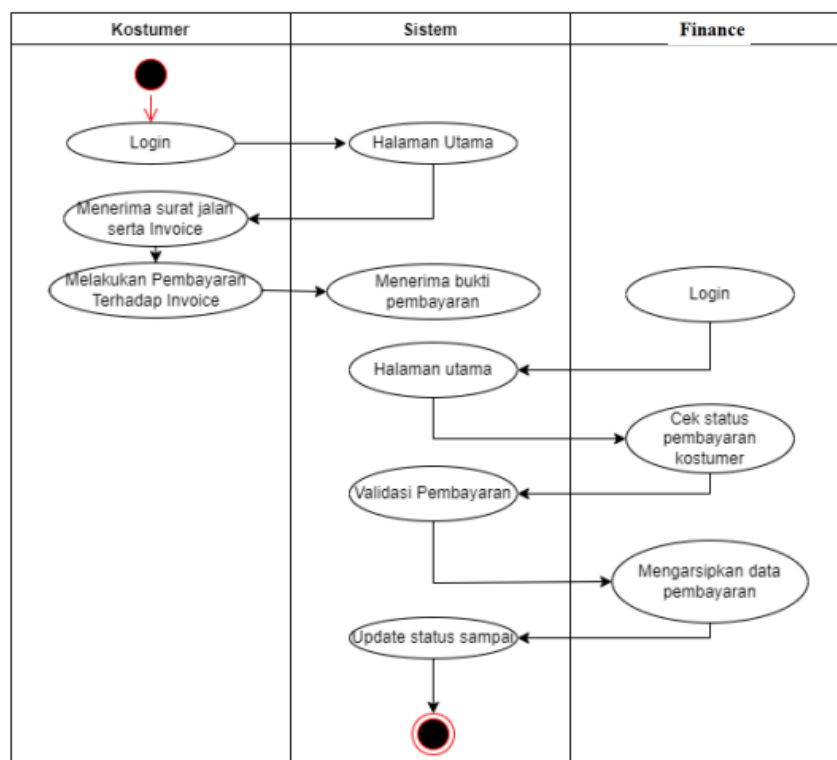 Kostumer
Sistem
Finance
Login
Halaman Utama
Menerima surat jalan
serta Invoice
Melakukan Pembayaran
Terhadap Invoice
Menerima bukti
pembayaran
Login
Halaman utama
Cek status
pembayaran
kostumer
Validasi Pembayaran
Mengarsipkan data
pembayaran
Update status sampai